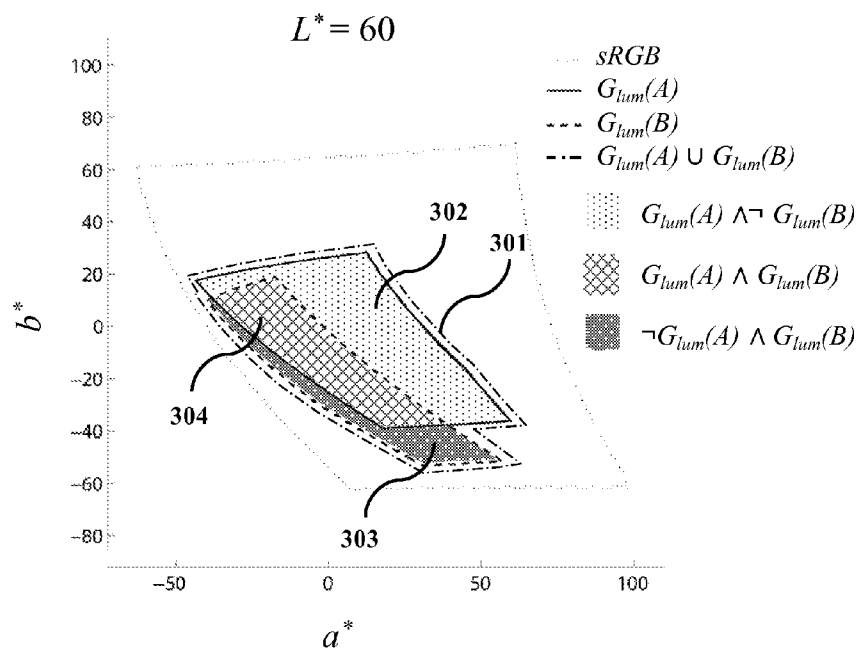 L* = 60
sRGB
G_lum(A)
G_lum(B)
G_lum(A) ∪ G_lum(B)
G_lum(A) ∧¬ G_lum(B)
G_lum(A) ∧ G_lum(B)
¬G_lum(A) ∧ G_lum(B)
302
301
304
303
100
80
60
40
20
0
−20
−40
−60
−80
b*
−50
0
50
100
a*